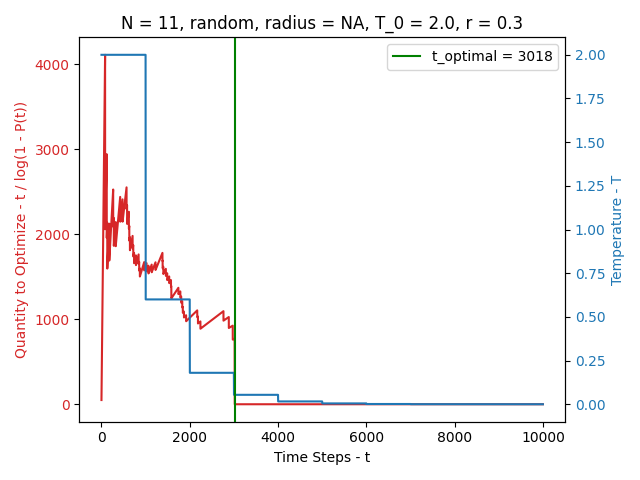 N = 11, random, radius = NA, T_0 = 2.0, r = 0.3
t_optimal = 3018
Quantity to Optimize - t / log(1 - P(t))
4000
3000
2000
1000
0
2.00
1.75
1.50
1.25
1.00
0.75
0.50
0.25
0.00
Temperature - T
0 2000 4000 6000 8000 10000
Time Steps - t